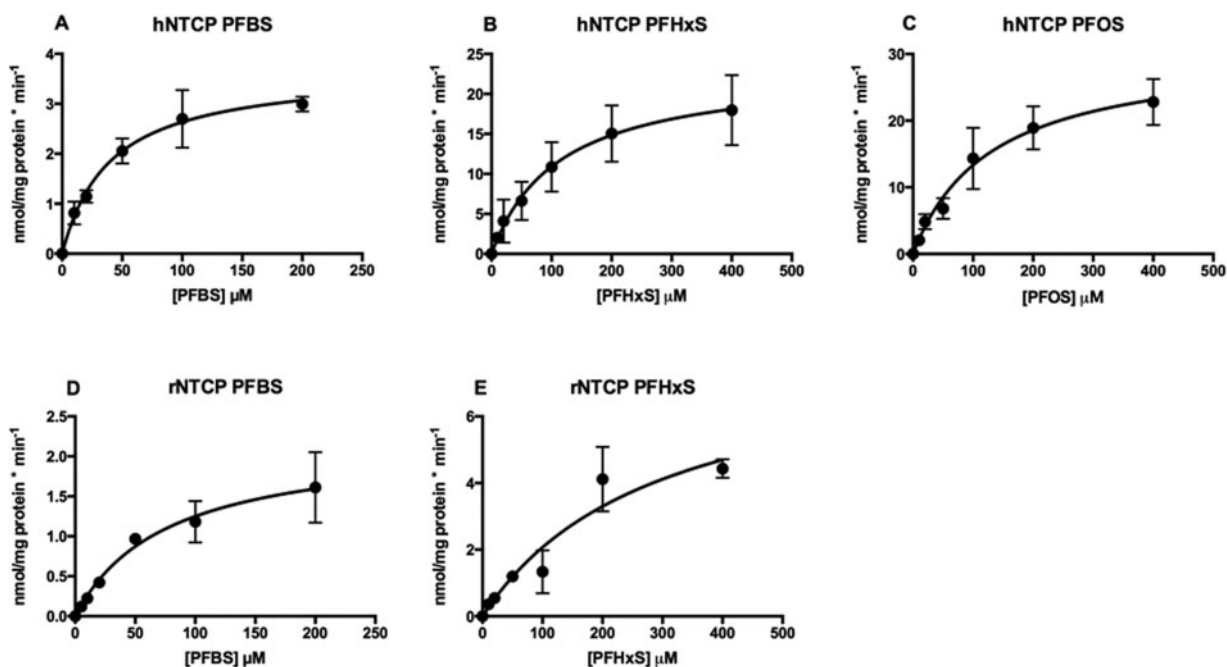 A
hNTCP PFBS
nmol/mg protein * min-1
4
3
2
1
0
0 50 100 150 200 250
[PFBS] µM
B
hNTCP PFHxS
nmol/mg protein * min-1
25
20
15
10
5
0
0 100 200 300 400 500
[PFHxS] µM
C
hNTCP PFOS
nmol/mg protein * min-1
30
20
10
0
0 100 200 300 400 500
[PFOS] µM
D
rNTCP PFBS
nmol/mg protein * min-1
2.5
2.0
1.5
1.0
0.5
0.0
0 50 100 150 200 250
[PFBS] µM
E
rNTCP PFHxS
nmol/mg protein * min-1
6
4
2
0
0 100 200 300 400 500
[PFHxS] µM